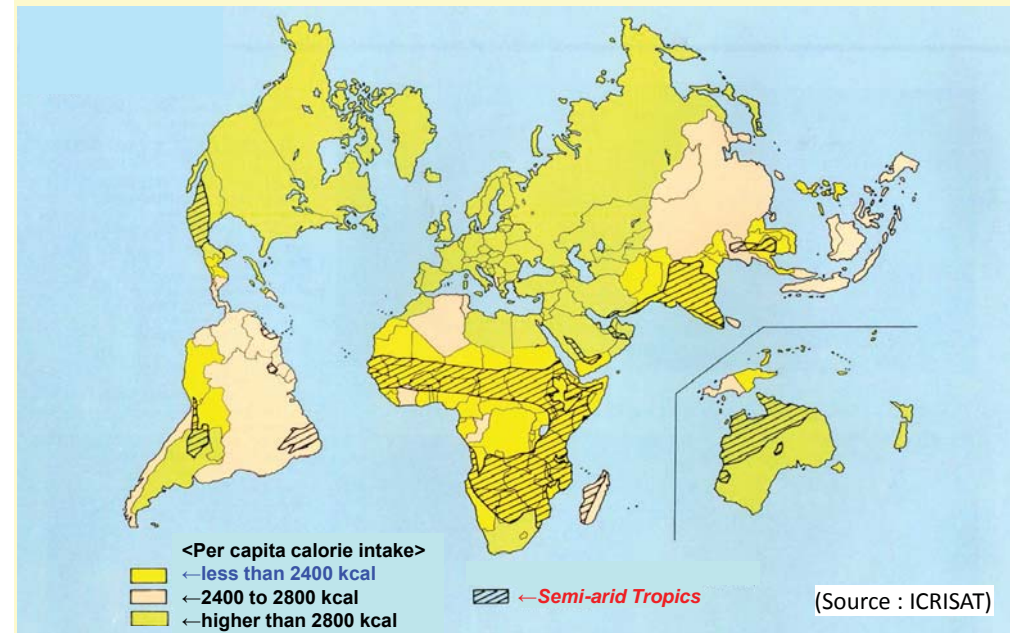 <Per capita calorie intake>
←less than 2400 kcal
←2400 to 2800 kcal
←higher than 2800 kcal
←Semi-arid Tropics
(Source : ICRISAT)